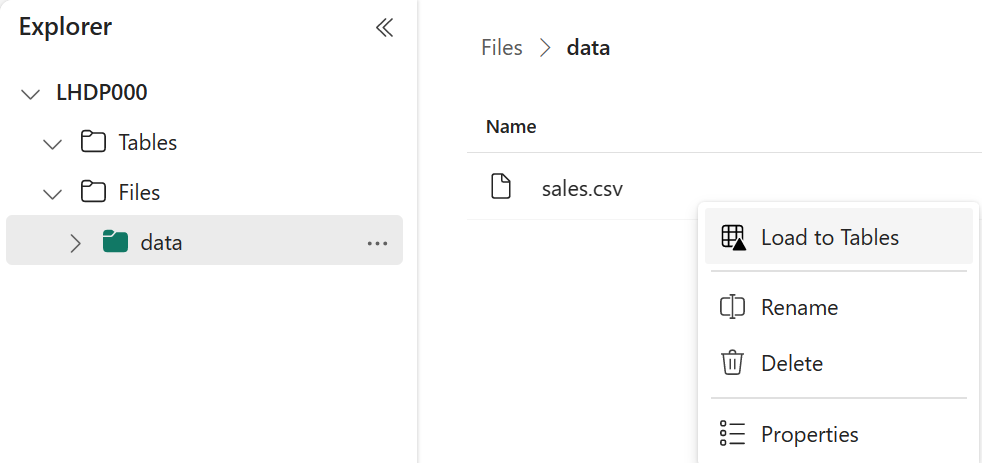 Explorer
LHDP000
Tables
Files
data
Files > data
Name
sales.csv
Load to Tables
Rename
Delete
Properties